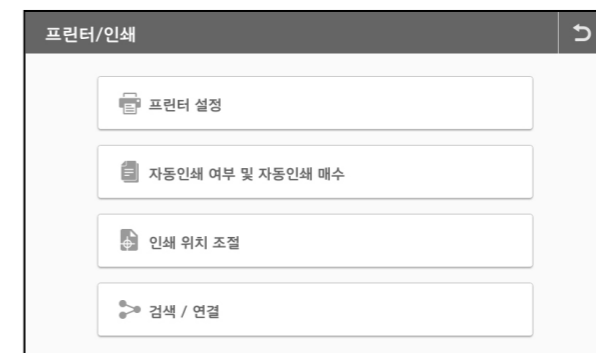 프린터/인쇄
프린터 설정
자동인쇄 여부 및 자동인쇄 매수
인쇄 위치 조절
검색 / 연결